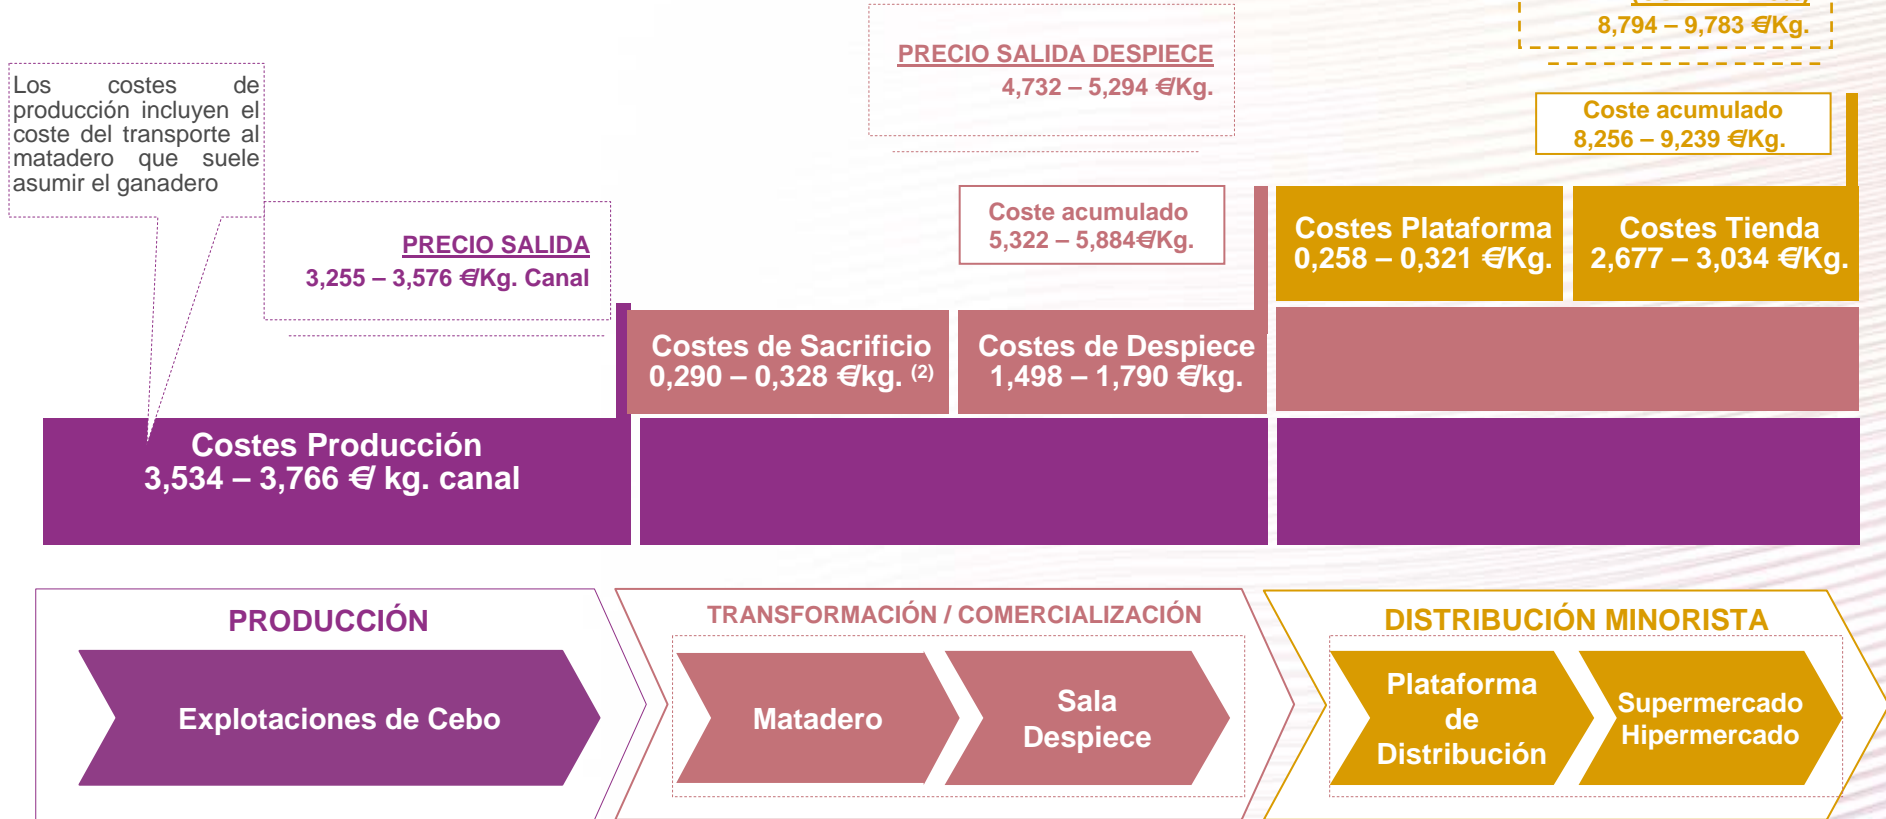 8,794 – 9,783 €/Kg.
PRECIO SALIDA DESPIECE
4,732 – 5,294 €/Kg.
Los costes de
producción incluyen el
coste del transporte al
matadero que suele
asumir el ganadero
Coste acumulado
8,256 – 9,239 €/Kg.
PRECIO SALIDA
3,255 – 3,576 €/Kg. Canal
Coste acumulado
5,322 – 5,884€/Kg.
Costes Plataforma
0,258 – 0,321 €/Kg.
Costes Tienda
2,677 – 3,034 €/Kg.
Costes de Sacrificio
0,290 – 0,328 €/kg. (2)
Costes de Despiece
1,498 – 1,790 €/kg.
Costes Producción
3,534 – 3,766 €/ kg. canal
PRODUCCIÓN
Explotaciones de Cebo
TRANSFORMACIÓN / COMERCIALIZACIÓN
Matadero
Sala
Despiece
DISTRIBUCIÓN MINORISTA
Plataforma
de
Distribución
Supermercado
Hipermercado